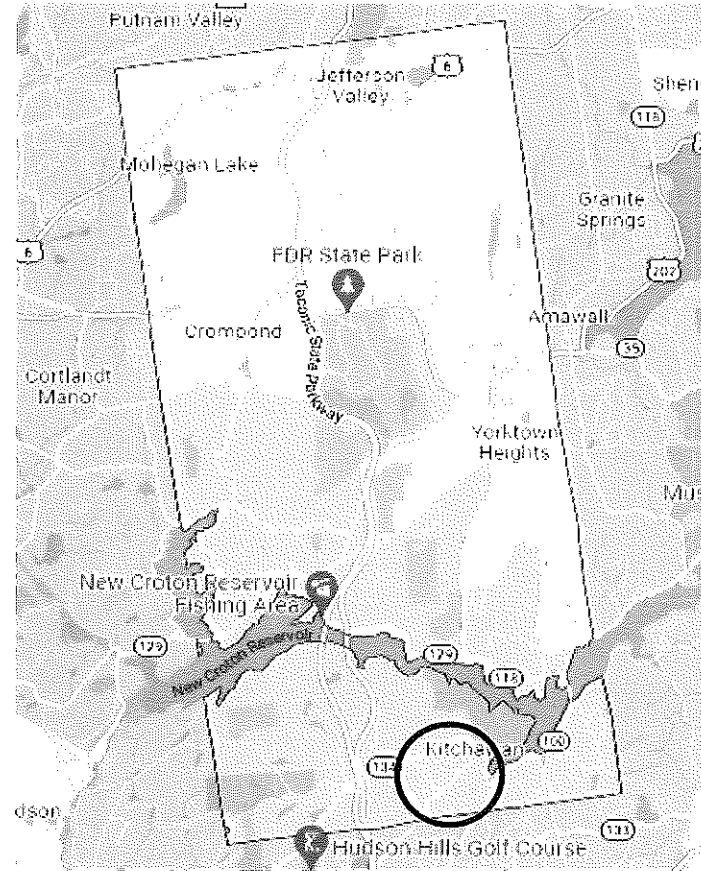 Putnam Valley
Jefferson
Valley
6
Sher
118
Mohegan Lake
Granite
Springs
6
FDR State Park
202
Taconic State Parkway
Crompond
Amawalk
35
Cortlandt
Manor
Yorktown
Heights
Mus
New Croton Reservoir
Fishing Area
129
New Croton Reservoir
129
118
100
Kitchawan
134
dson
133
Hudson Hills Golf Course